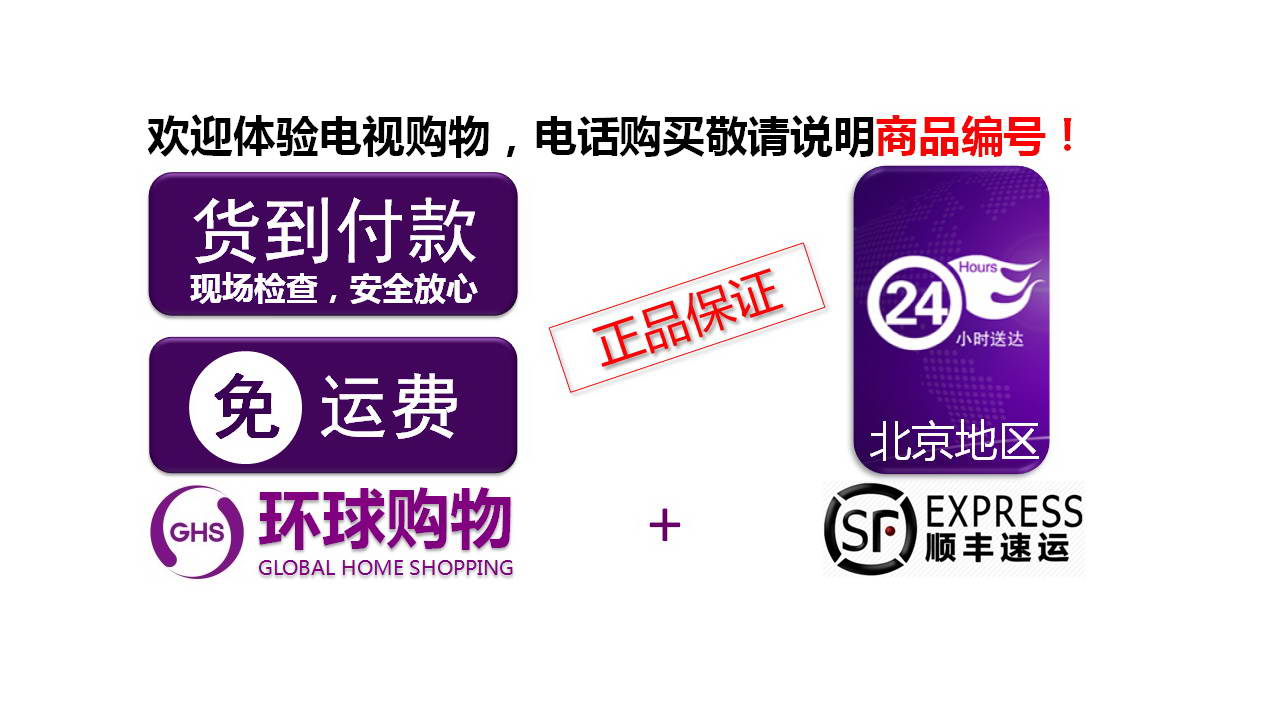 欢迎体验电视购物，电话购买敬请说明商品编号！
货到付款
现场检查，安全放心
正品保证
Hours
24
小时送达
免 运费
北京地区
GHS 环球购物
GLOBAL HOME SHOPPING
+
SF EXPRESS
顺丰速运